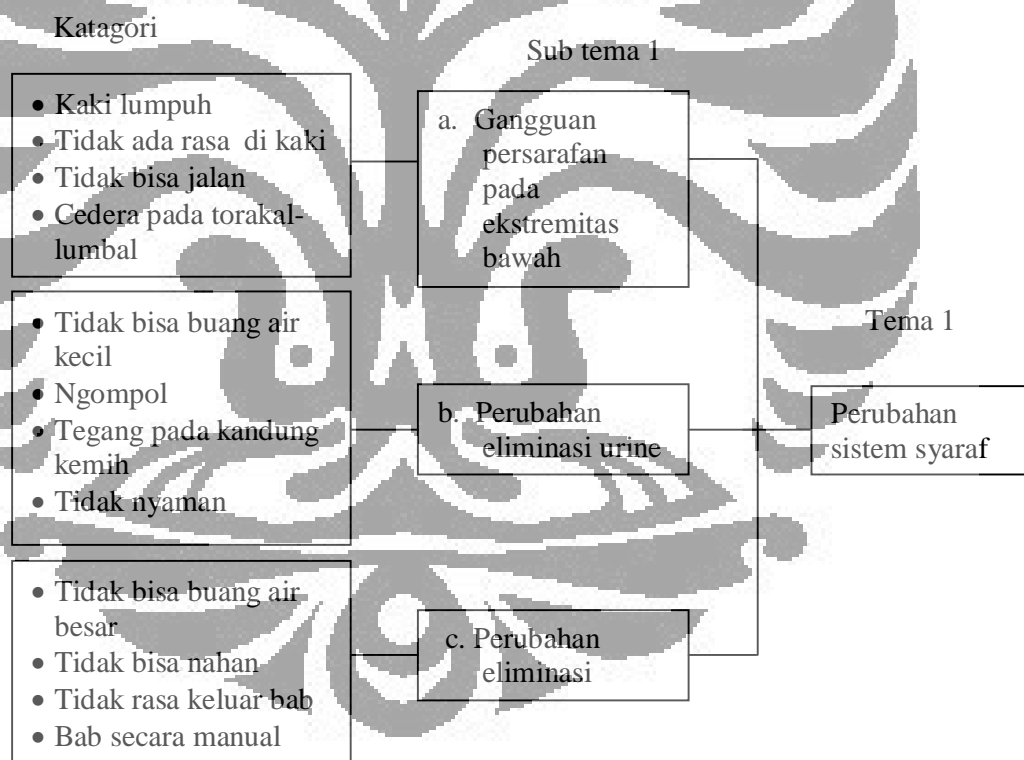 Katagori
Sub tema 1
• Kaki lumpuh
• Tidak ada rasa di kaki
• Tidak bisa jalan
• Cedera pada torakal-
lumbal
a. Gangguan
persarafan
pada
ekstremitas
bawah
• Tidak bisa buang air
kecil
• Ngompol
• Tegang pada kandung
kemih
• Tidak nyaman
b. Perubahan
eliminasi urine
Tema 1
Perubahan
sistem syaraf
• Tidak bisa buang air
besar
• Tidak bisa nahan
• Tidak rasa keluar bab
• Bab secara manual
c. Perubahan
eliminasi